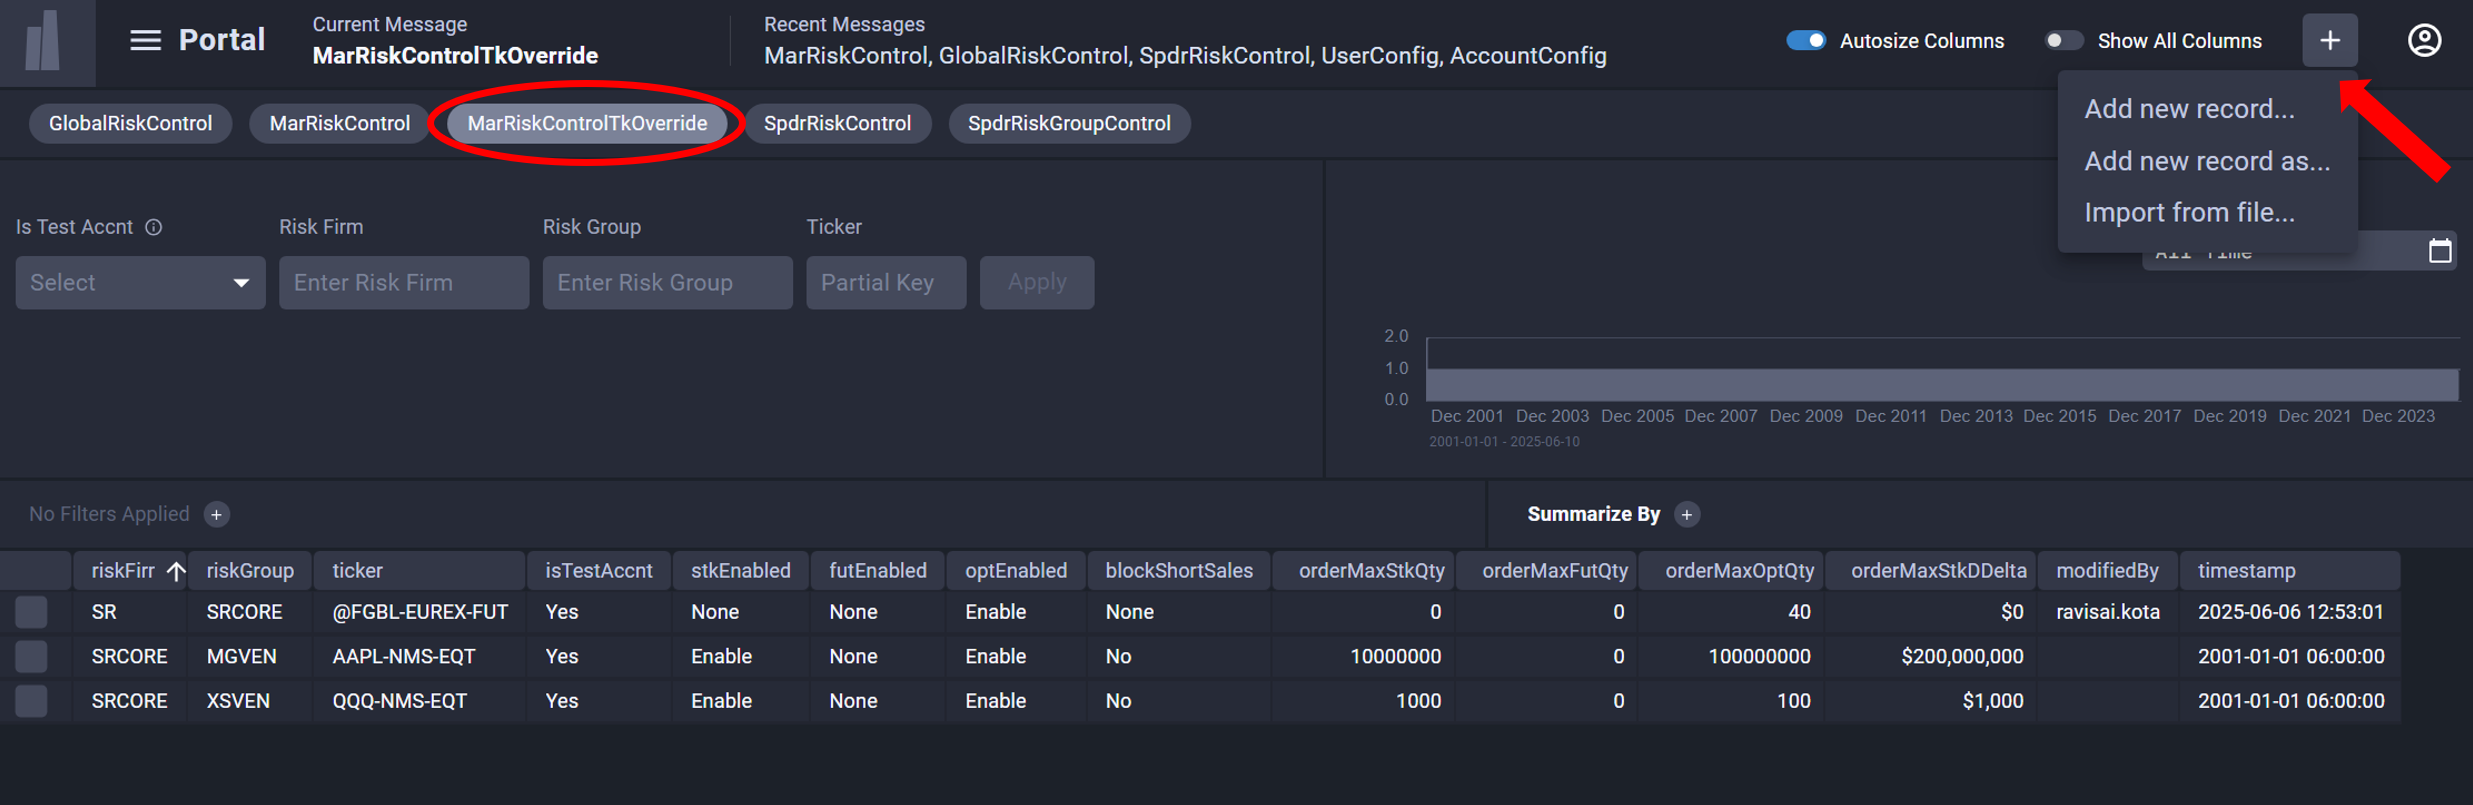 Portal
Current Message
MarRiskControlTkOverride
Recent Messages
MarRiskControl, GlobalRiskControl, SpdrRiskControl, UserConfig, AccountConfig
Autosize Columns
Show All Columns
Add new record...
Add new record as...
Import from file...
GlobalRiskControl MarRiskControl MarRiskControlTkOverride SpdrRiskControl SpdrRiskGroupControl
Is Test Accnt Risk Firm Risk Group Ticker
Select Enter Risk Firm Enter Risk Group Partial Key Apply
All Time
2.0
1.0
0.0
Dec 2001 Dec 2003 Dec 2005 Dec 2007 Dec 2009 Dec 2011 Dec 2013 Dec 2015 Dec 2017 Dec 2019 Dec 2021 Dec 2023
2001-01-01 - 2025-06-10
No Filters Applied
Summarize By
riskFirr riskGroup ticker isTestAccnt stkEnabled futEnabled optEnabled blockShortSales orderMaxStkQty orderMaxFutQty orderMaxOptQty orderMaxStkDDelta modifiedBy timestamp
SR SRCORE @FGBL-EUREX-FUT Yes None None Enable None 0 0 40 $0 ravisai.kota 2025-06-06 12:53:01
SRCORE MGVEN AAPL-NMS-EQT Yes Enable None Enable No 10000000 0 100000000 $200,000,000 2001-01-01 06:00:00
SRCORE XSVEN QQQ-NMS-EQT Yes Enable None Enable No 1000 0 100 $1,000 2001-01-01 06:00:00